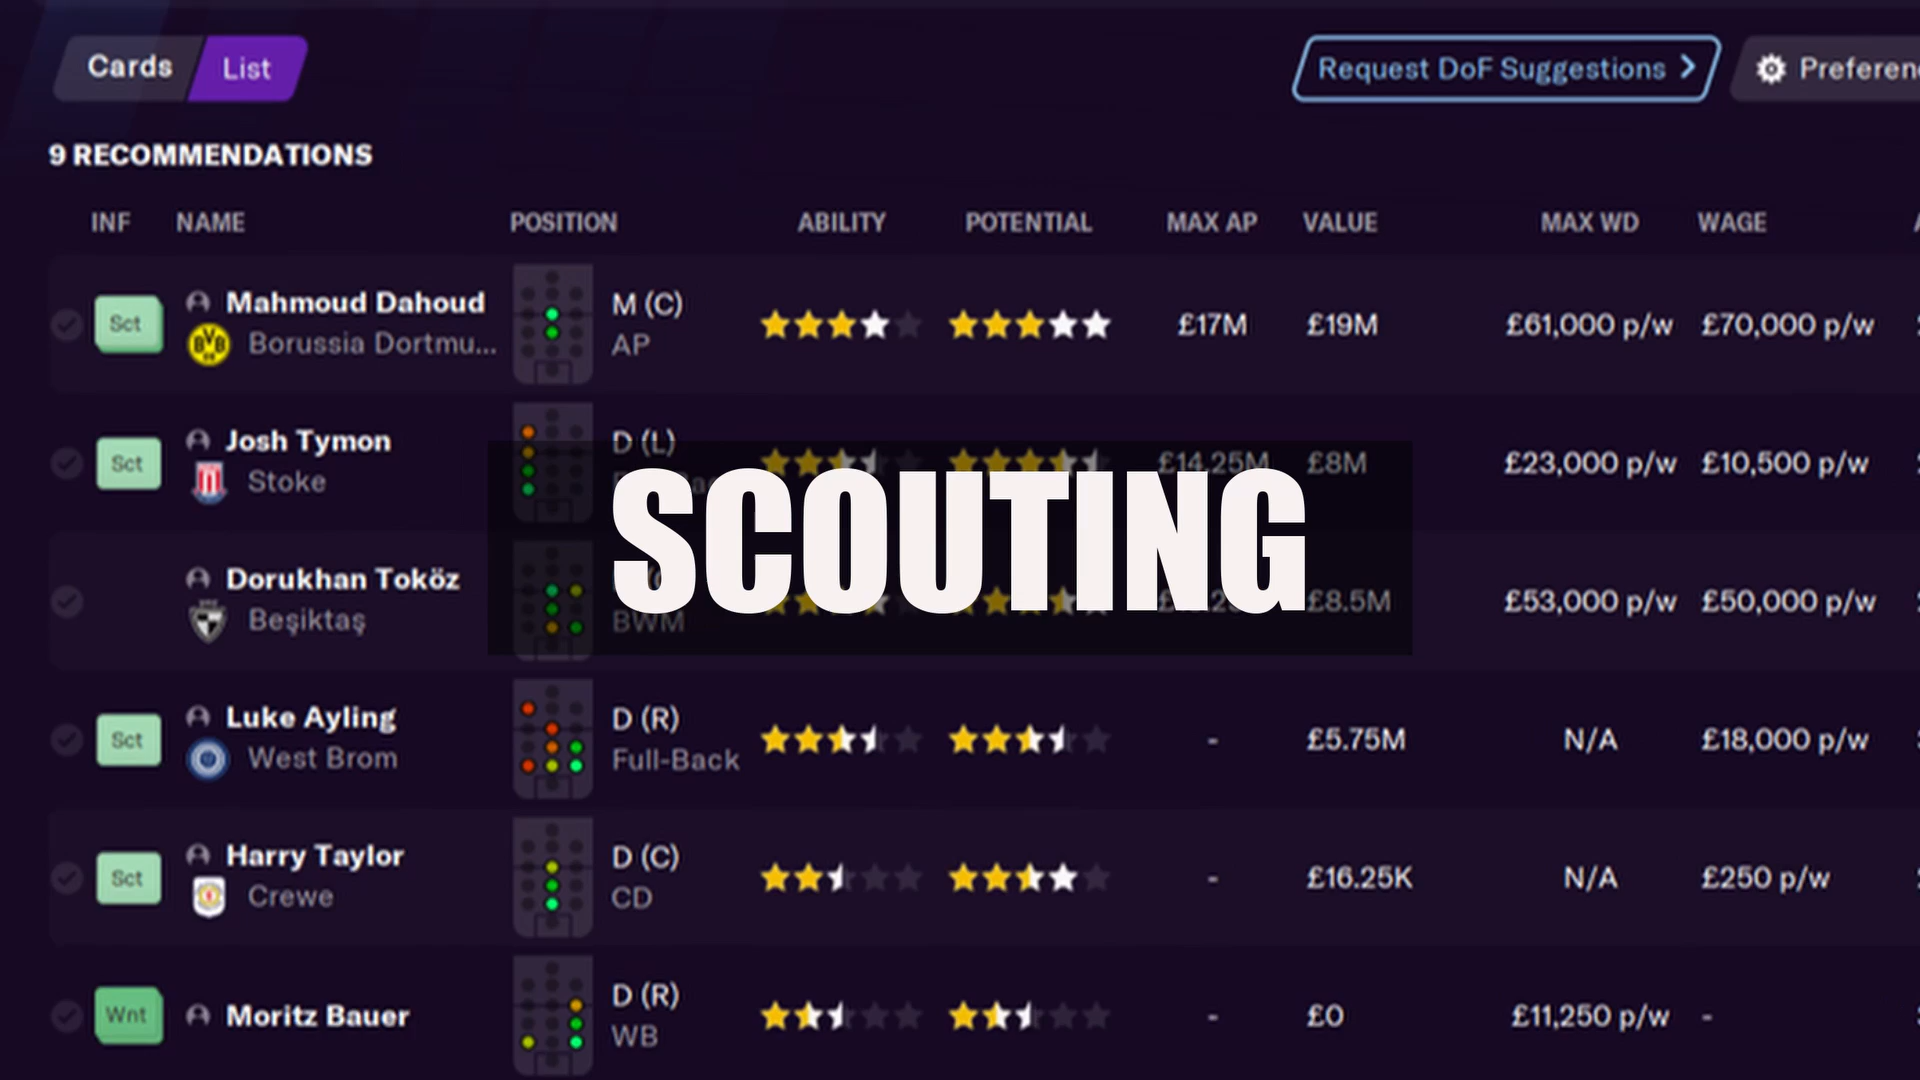 Cards List Request DoF Suggestions Preferen
9 RECOMMENDATIONS
INF NAME POSITION ABILITY POTENTIAL MAX AP VALUE MAX WD WAGE
Sct Mahmoud Dahoud M (C) £17M £19M £61,000 p/w £70,000 p/w
Borussia Dortmu... AP
Sct Josh Tymon D (L) £14.25M £8M £23,000 p/w £10,500 p/w
Stoke
SCOUTING
Dorukhan Toköz £8.5M £53,000 p/w £50,000 p/w
Beşiktaş BWM
Sct Luke Ayling D (R) - £5.75M N/A £18,000 p/w
West Brom Full-Back
Sct Harry Taylor D (C) - £16.25K N/A £250 p/w
Crewe CD
Wnt Moritz Bauer D (R) - £0 £11,250 p/w -
WB